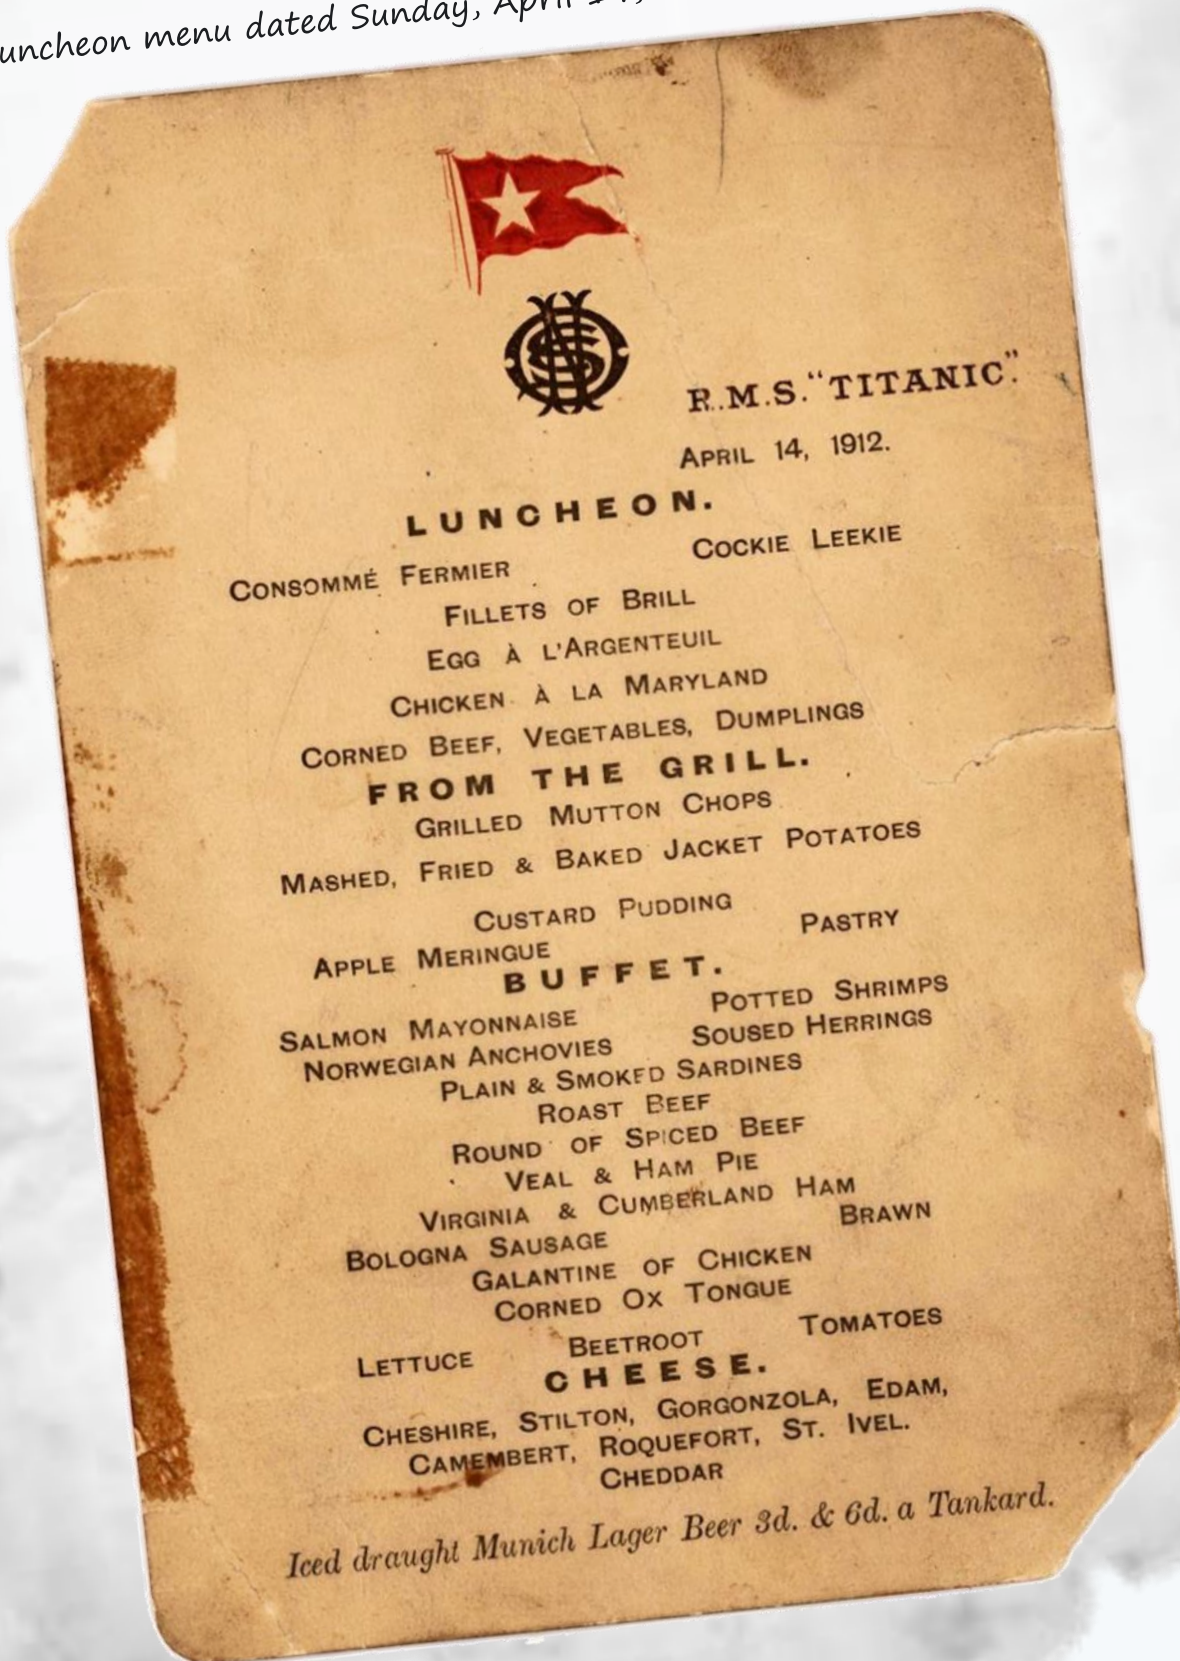 uncheon menu dated Sunday, April 14,
R.M.S. "TITANIC".
APRIL 14, 1912.
LUNCHEON.
CONSOMMÉ FERMIER COCKIE LEEKIE
FILLETS OF BRILL
EGG À L'ARGENTEUIL
CHICKEN À LA MARYLAND
CORNED BEEF, VEGETABLES, DUMPLINGS
FROM THE GRILL.
GRILLED MUTTON CHOPS
MASHED, FRIED & BAKED JACKET POTATOES
CUSTARD PUDDING
APPLE MERINGUE PASTRY
BUFFET.
SALMON MAYONNAISE POTTED SHRIMPS
NORWEGIAN ANCHOVIES SOUSED HERRINGS
PLAIN & SMOKED SARDINES
ROAST BEEF
ROUND OF SPICED BEEF
VEAL & HAM PIE
VIRGINIA & CUMBERLAND HAM
BOLOGNA SAUSAGE BRAWN
GALANTINE OF CHICKEN
CORNED OX TONGUE
LETTUCE BEETROOT TOMATOES
CHEESE.
CHESHIRE, STILTON, GORGONZOLA, EDAM,
CAMEMBERT, ROQUEFORT, ST. IVEL.
CHEDDAR
Iced draught Munich Lager Beer 3d. & 6d. a Tankard.